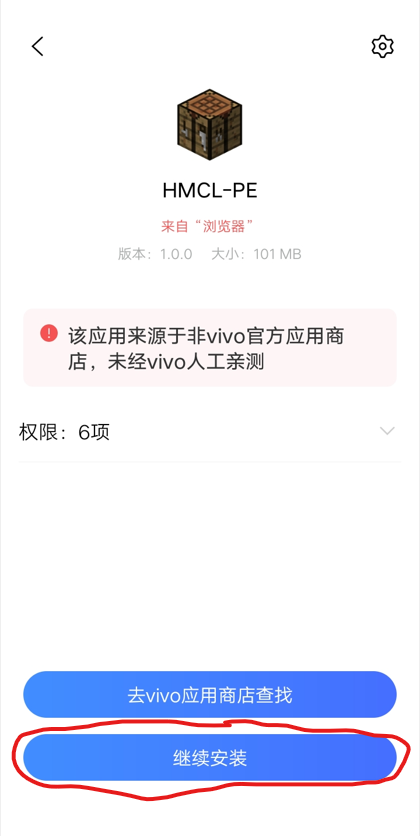 HMCL-PE
来自“浏览器”
版本：1.0.0 大小：101 MB
该应用来源于非vivo官方应用商
店，未经vivo人工亲测
权限：6项
去vivo应用商店查找
继续安装